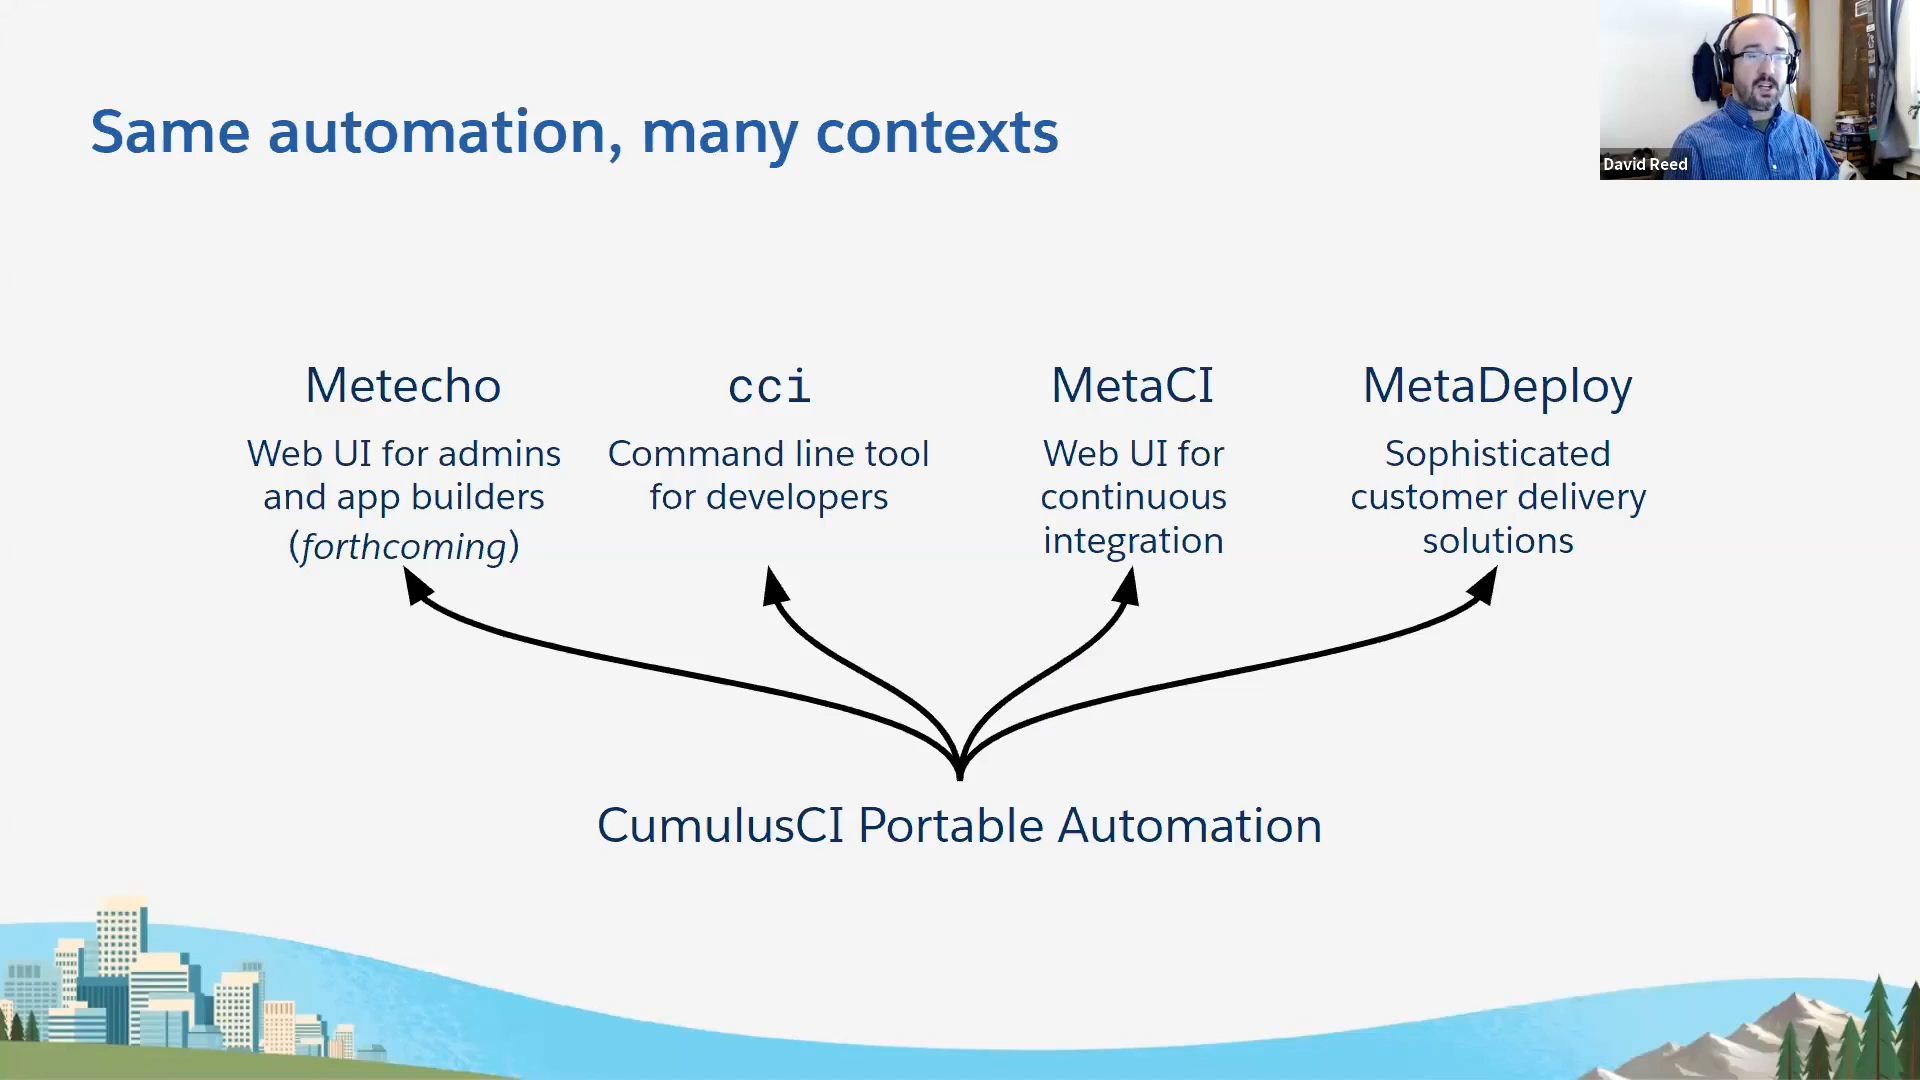 Same automation, many contexts
David Reed
Metecho
Web UI for admins
and app builders
(forthcoming)
cci
Command line tool
for developers
MetaCI
Web UI for
continuous
integration
MetaDeploy
Sophisticated
customer delivery
solutions
CumulusCI Portable Automation